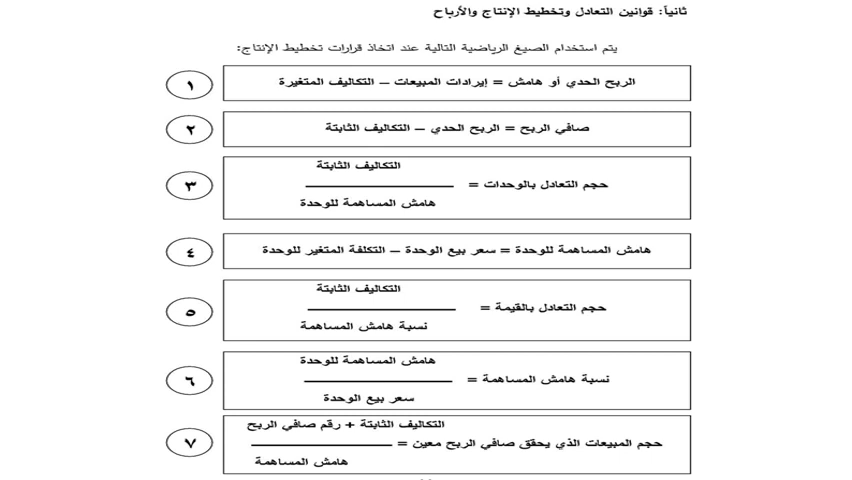 ثانياً: قوانين التعادل وتخطيط الإنتاج والأرباح
يتم استخدام الصيغ الرياضية التالية عند اتخاذ قرارات تخطيط الإنتاج:
الربح الحدي أو هامش = إيرادات المبيعات – التكاليف المتغيرة
١
صافي الربح = الربح الحدي – التكاليف الثابتة
٢
التكاليف الثابتة
حجم التعادل بالوحدات =
٣
هامش المساهمة للوحدة
هامش المساهمة للوحدة = سعر بيع الوحدة – التكلفة المتغير للوحدة
٤
التكاليف الثابتة
حجم التعادل بالقيمة =
٥
نسبة هامش المساهمة
هامش المساهمة للوحدة
نسبة هامش المساهمة =
٦
سعر بيع الوحدة
التكاليف الثابتة + رقم صافي الربح
حجم المبيعات الذي يحقق صافي الربح معين =
٧
هامش المساهمة